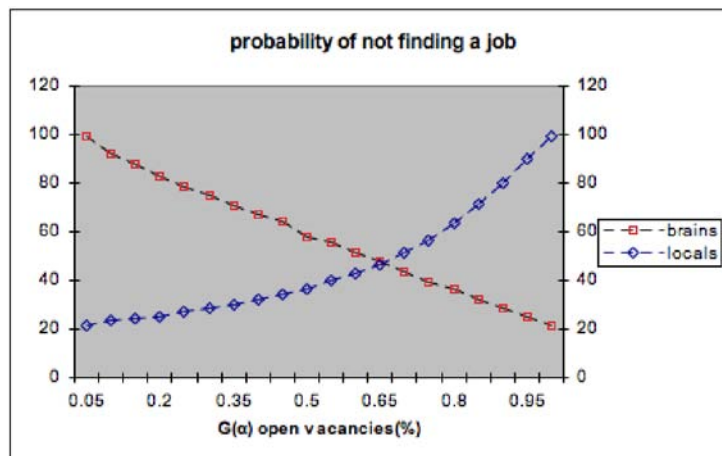 probability of not finding a job
120 120
100 100
80 80
60 60
40 40
20 20
0 0
brains
locals
0.05 0.2 0.35 0.5 0.65 0.8 0.95
G(α) open vacancies(%)